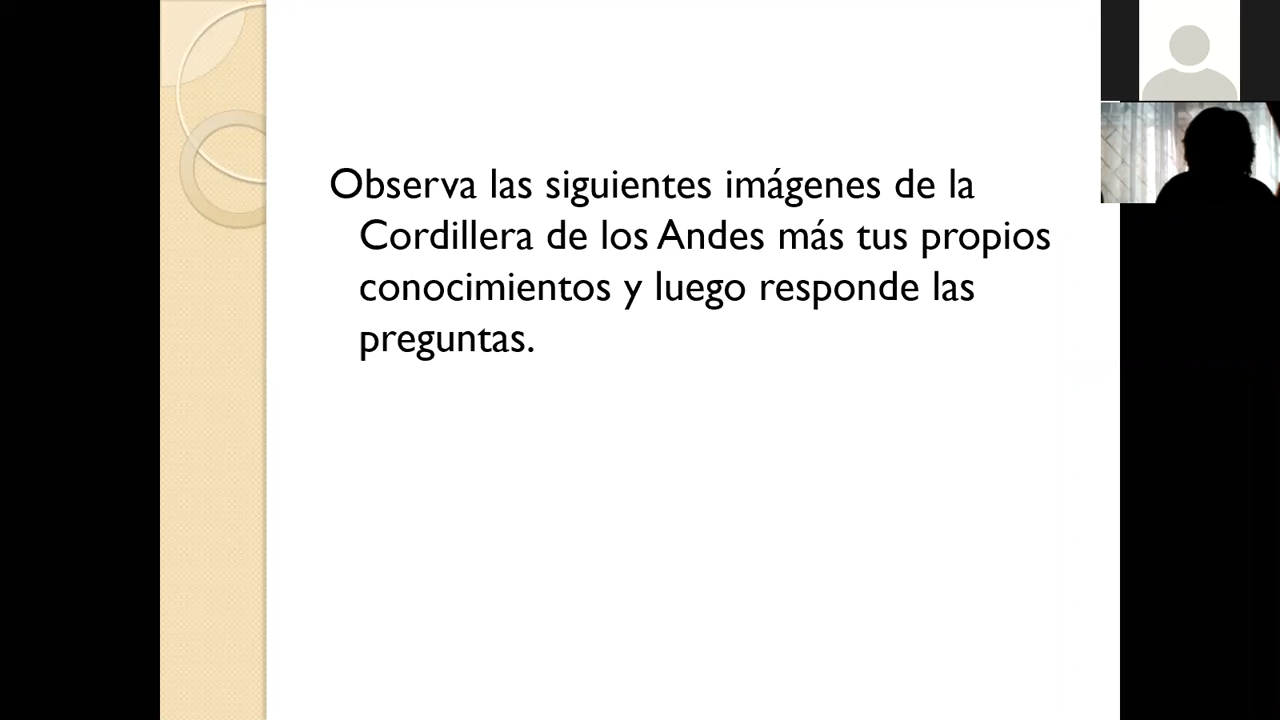 Observa las siguientes imágenes de la
Cordillera de los Andes más tus propios
conocimientos y luego responde las
preguntas.